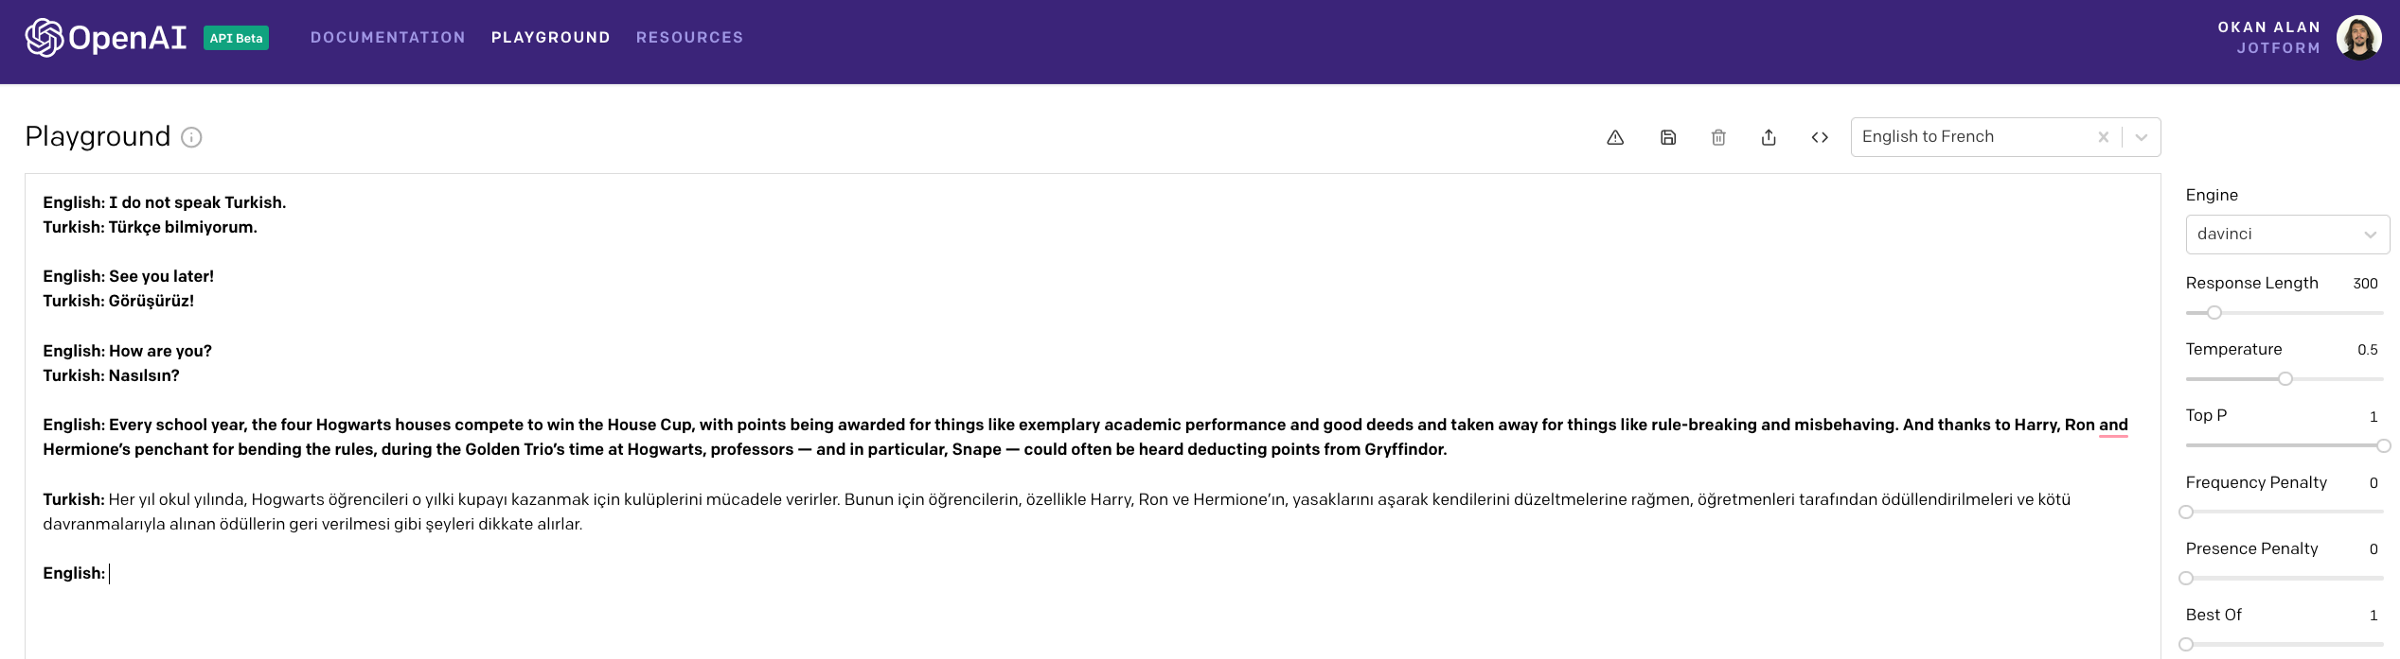 OpenAI API Beta DOCUMENTATION PLAYGROUND RESOURCES OKAN ALAN
JOTFORM
Playground
English to French
English: I do not speak Turkish.
Turkish: Türkçe bilmiyorum.
English: See you later!
Turkish: Görüşürüz!
English: How are you?
Turkish: Nasılsın?
English: Every school year, the four Hogwarts houses compete to win the House Cup, with points being awarded for things like exemplary academic performance and good deeds and taken away for things like rule-breaking and misbehaving. And thanks to Harry, Ron and
Hermione’s penchant for bending the rules, during the Golden Trio’s time at Hogwarts, professors — and in particular, Snape — could often be heard deducting points from Gryffindor.
Turkish: Her yıl okul yılında, Hogwarts öğrencileri o yılki kupayı kazanmak için kulüplerini mücadele verirler. Bunun için öğrencilerin, özellikle Harry, Ron ve Hermione’ın, yasaklarını aşarak kendilerini düzeltmelerine rağmen, öğretmenleri tarafından ödüllendirilmeleri ve kötü
davranmalarıyla alınan ödüllerin geri verilmesi gibi şeyleri dikkate alırlar.
English:
Engine
davinci
Response Length 300
Temperature 0.5
Top P 1
Frequency Penalty 0
Presence Penalty 0
Best Of 1